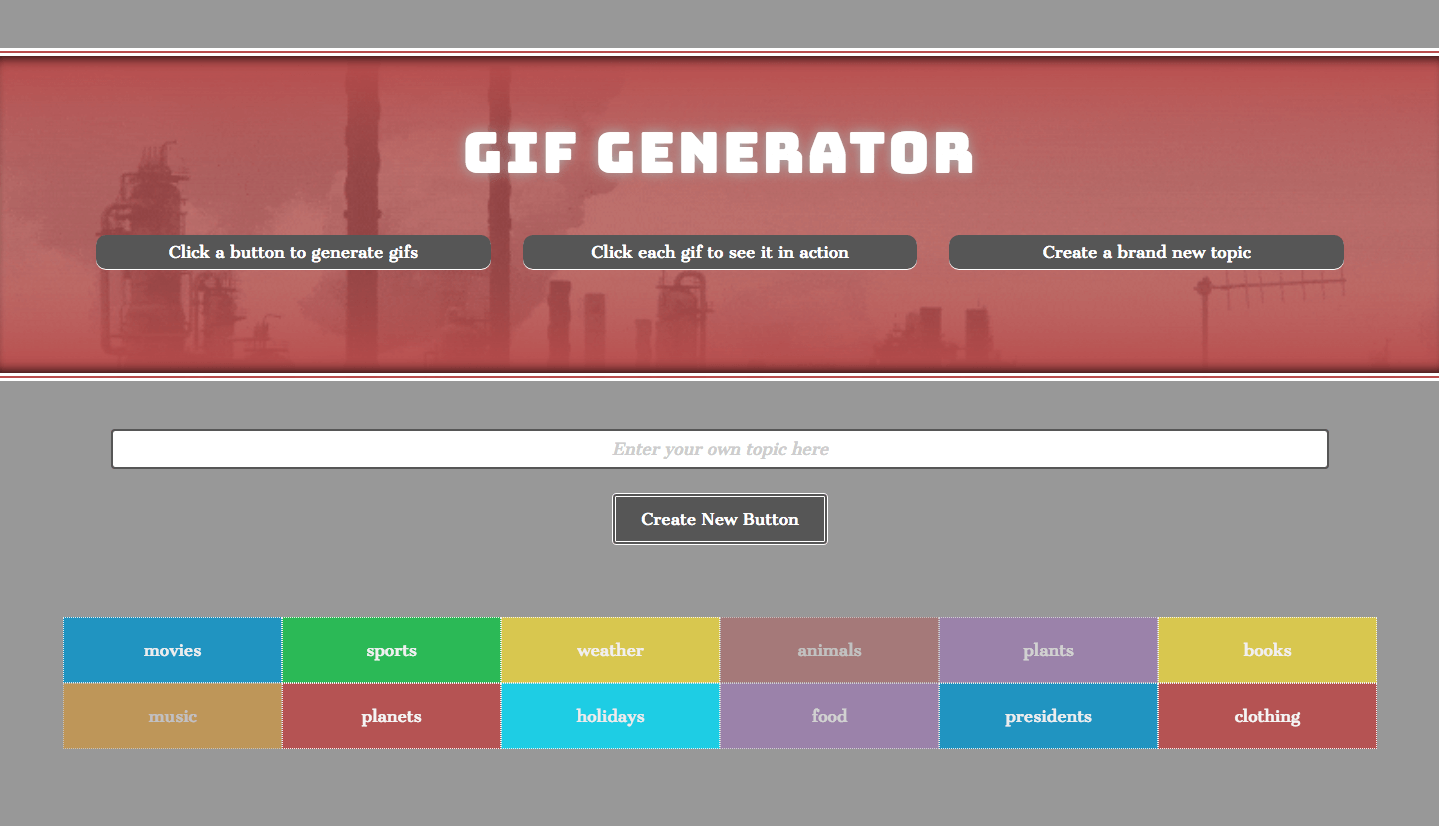 GIF GENERATOR
Click a button to generate gifs
Click each gif to see it in action
Create a brand new topic
Enter your own topic here
Create New Button
movies sports weather animals plants books
music planets holidays food presidents clothing